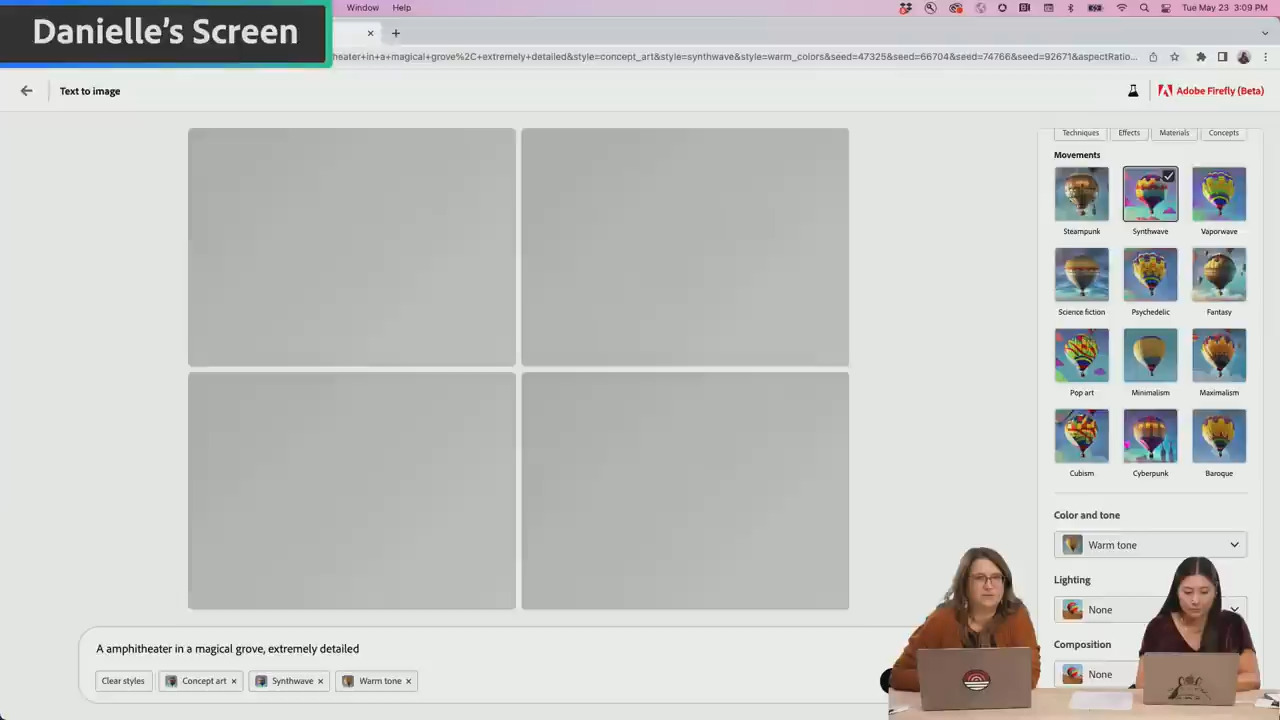 Danielle's Screen
Window Help
Tue May 23 3:09 PM
heater+in+a+magical+grove%2C+extremely+detailed&style=concept_art&style=synthwave&style=warm_colors&seed=47325&seed=66704&seed=74766&seed=92671&aspectRatio...
Text to image
Adobe Firefly (Beta)
Techniques Effects Materials Concepts
Movements
Steampunk Synthwave Vaporwave
Science fiction Psychedelic Fantasy
Pop art Minimalism Maximalism
Cubism Cyberpunk Baroque
Color and tone
Warm tone
Lighting
None
Composition
None
A amphitheater in a magical grove, extremely detailed
Clear styles Concept art × Synthwave × Warm tone ×